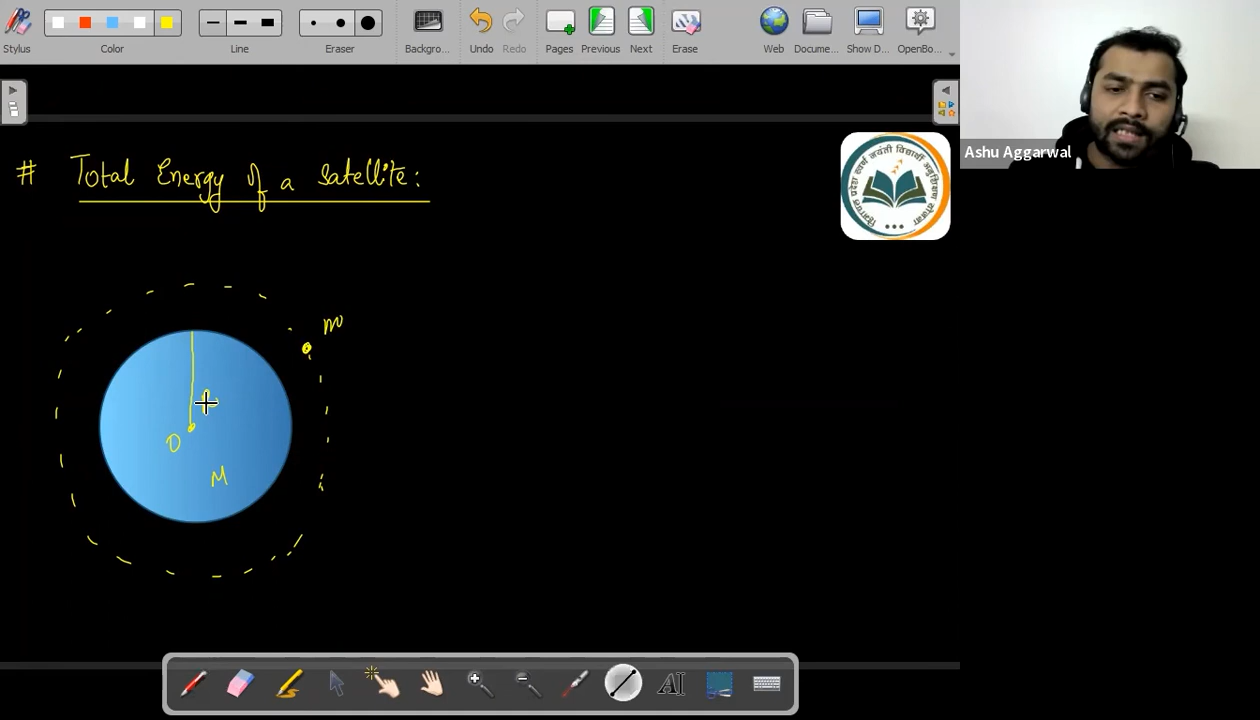 Stylus
Color
Line
Eraser
Backgro...
Undo
Redo
Pages
Previous
Next
Erase
Web
Docume...
Show D...
OpenBo...
Ashu Aggarwal
# Total Energy of a satellite:
m
O
M